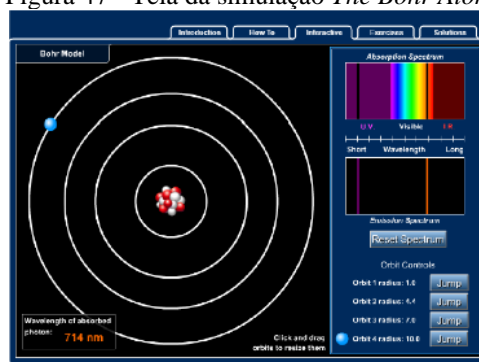 Figura 47 - Tela da simulação The Bohr Atom
Introduction
How To
Interactive
Exercises
Solutions
Bohr Model
Absorption Spectrum
U.V.
Visible
I.R.
Short
Wavelength
Long
Emission Spectrum
Reset Spectrum
Orbit Controls
Orbit 1 radius: 1.0
Jump
Orbit 2 radius: 4.4
Jump
Orbit 3 radius: 7.0
Jump
Orbit 4 radius: 10.0
Jump
Wavelength of absorbed
photon:
714 nm
Click and drag
orbits to resize them